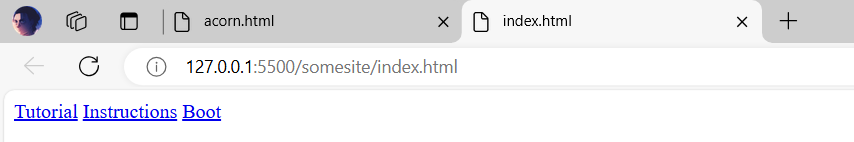 acorn.html index.html
127.0.0.1:5500/somesite/index.html
Tutorial Instructions Boot